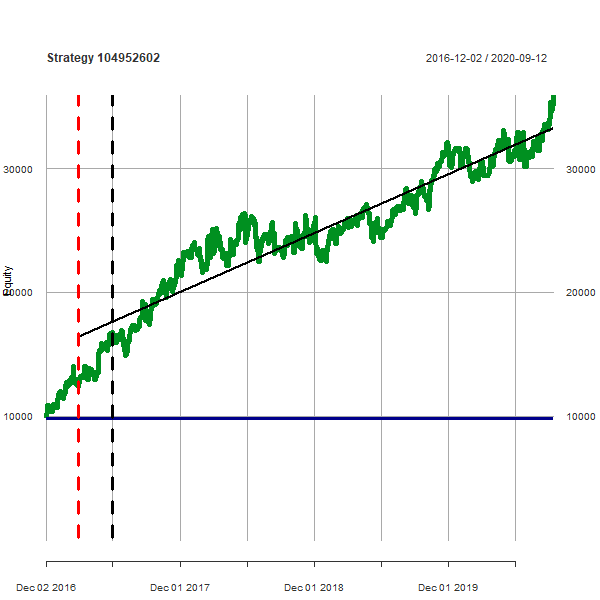 Strategy 104952602
2016-12-02 / 2020-09-12
30000
30000
Equity
20000
20000
10000
10000
Dec 02 2016
Dec 01 2017
Dec 01 2018
Dec 01 2019